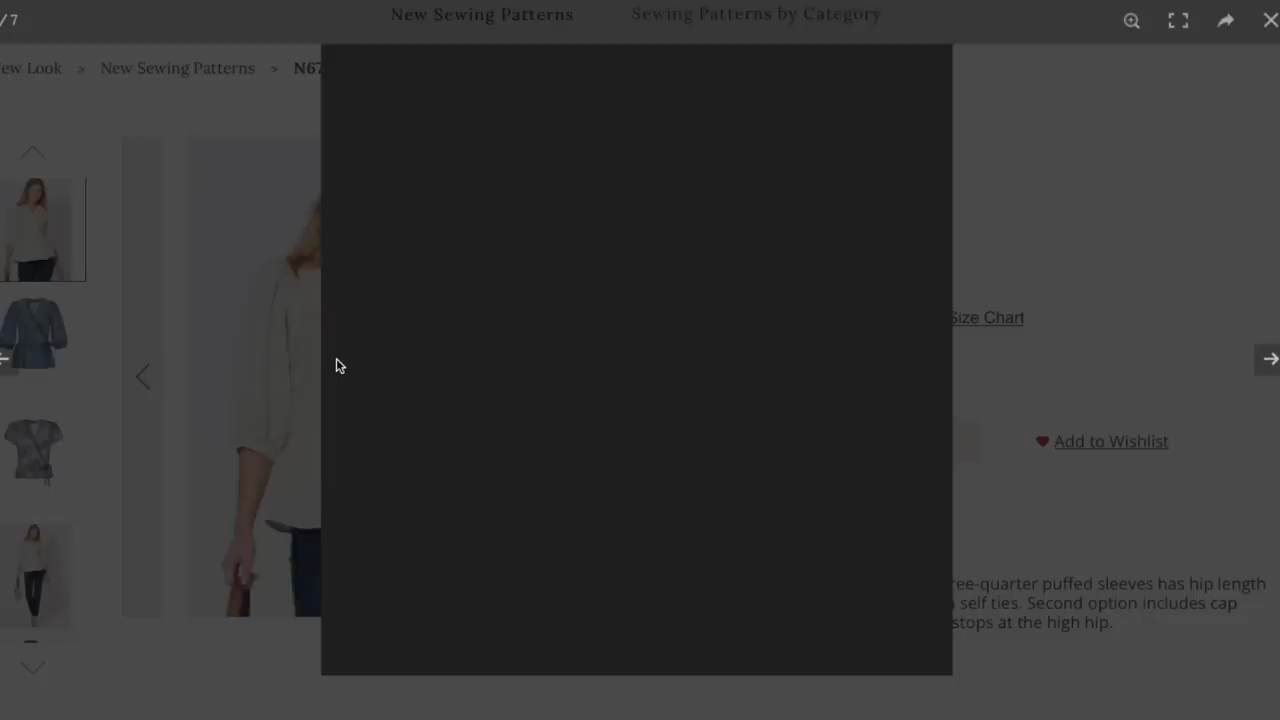 / 7
New Sewing Patterns
Sewing Patterns by Category
ew Look > New Sewing Patterns > N67
Size Chart
Add to Wishlist
ree-quarter puffed sleeves has hip length
self ties. Second option includes cap
stops at the high hip.